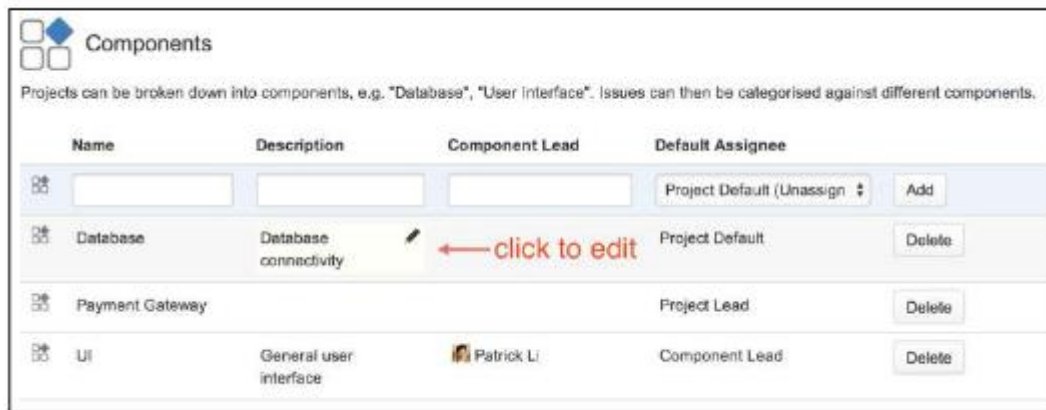 Components
Projects can be broken down into components, e.g. "Database", "User Interface". Issues can then be categorised against different components.
Name Description Component Lead Default Assignee
Project Default (Unassign Add
Database Database connectivity click to edit Project Default Delete
Payment Gateway Project Lead Delete
UI General user interface Patrick Li Component Lead Delete